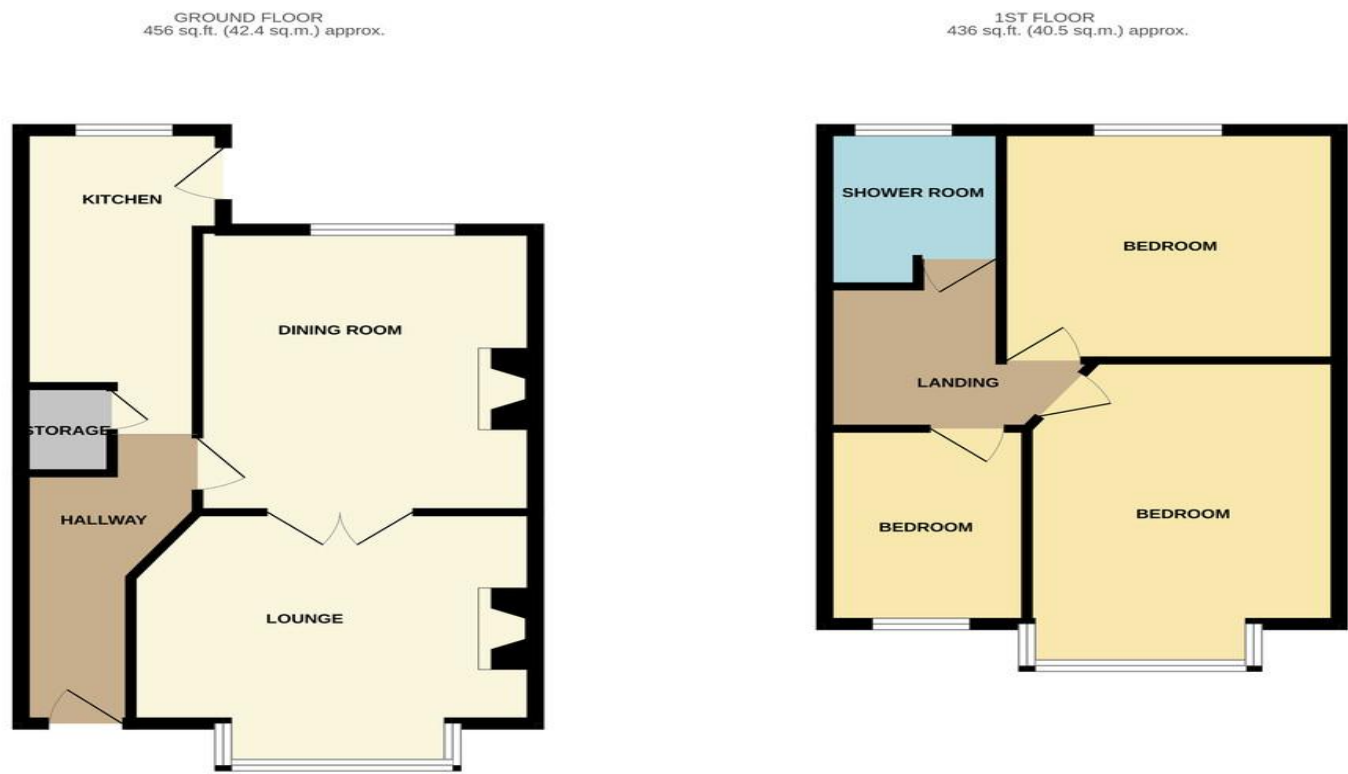 GROUND FLOOR
456 sq.ft. (42.4 sq.m.) approx.
KITCHEN
DINING ROOM
STORAGE
HALLWAY
LOUNGE
1ST FLOOR
436 sq.ft. (40.5 sq.m.) approx.
SHOWER ROOM
BEDROOM
LANDING
BEDROOM
BEDROOM